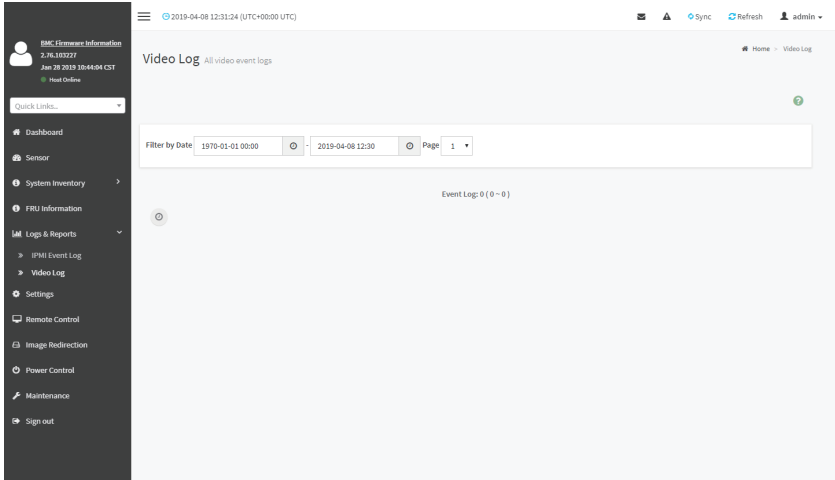 2019-04-08 12:31:24 (UTC+00:00 UTC)
Sync
Refresh
admin
BMC Firmware Information
2.76.103227
Jan 28 2019 10:44:04 CST
Host Online
Quick Links..
Dashboard
Sensor
System Inventory
FRU Information
Logs & Reports
IPMI Event Log
Video Log
Settings
Remote Control
Image Redirection
Power Control
Maintenance
Sign out
Video Log All video event logs
Home > Video Log
Filter by Date 1970-01-01 00:00 - 2019-04-08 12:30 Page 1
Event Log: 0 ( 0 ~ 0 )